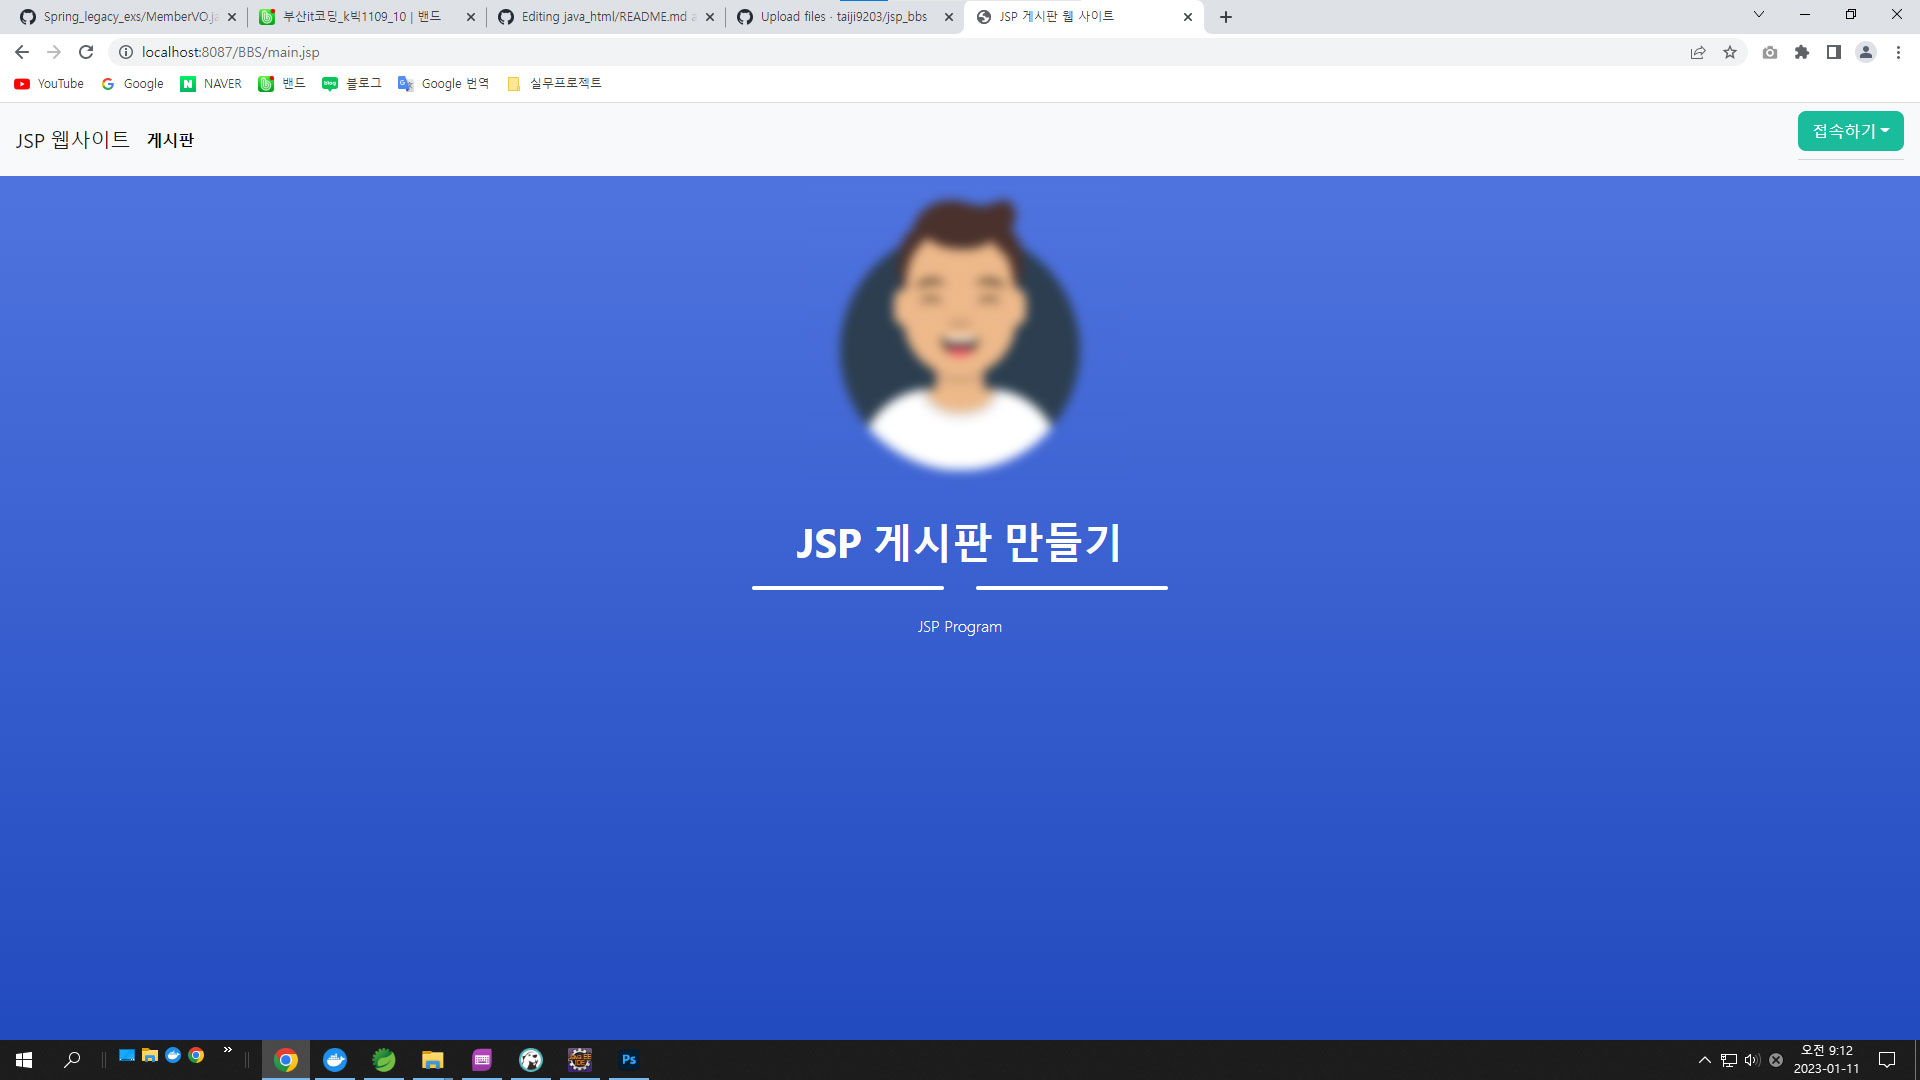 Spring_legacy_exs/MemberVO.ja
부산it코딩_k빅1109_10 | 밴드
Editing java_html/README.md a
Upload files · taiji9203/jsp_bbs
JSP 게시판 웹 사이트
localhost:8087/BBS/main.jsp
YouTube
Google
NAVER
밴드
블로그
Google 번역
실무프로젝트
JSP 웹사이트
게시판
접속하기
JSP 게시판 만들기
JSP Program
Ps
오전 9:12
2023-01-11